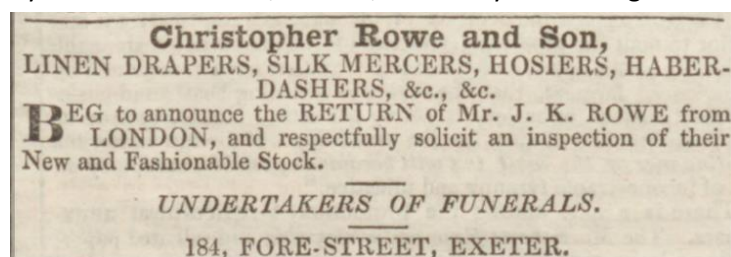 Christopher Rowe and Son,
LINEN DRAPERS, SILK MERCERS, HOSIERS, HABER-
DASHERS, &c., &c.
BEG to announce the RETURN of Mr. J. K. ROWE from
LONDON, and respectfully solicit an inspection of their
New and Fashionable Stock.
UNDERTAKERS OF FUNERALS.
184, FORE-STREET, EXETER.